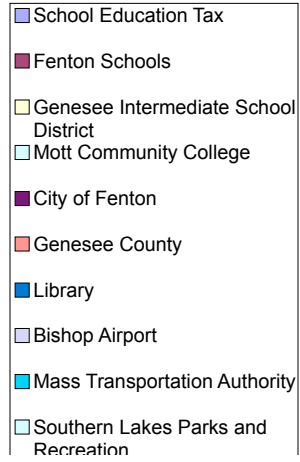 School Education Tax
Fenton Schools
Genesee Intermediate School
District
Mott Community College
City of Fenton
Genesee County
Library
Bishop Airport
Mass Transportation Authority
Southern Lakes Parks and
Recreation